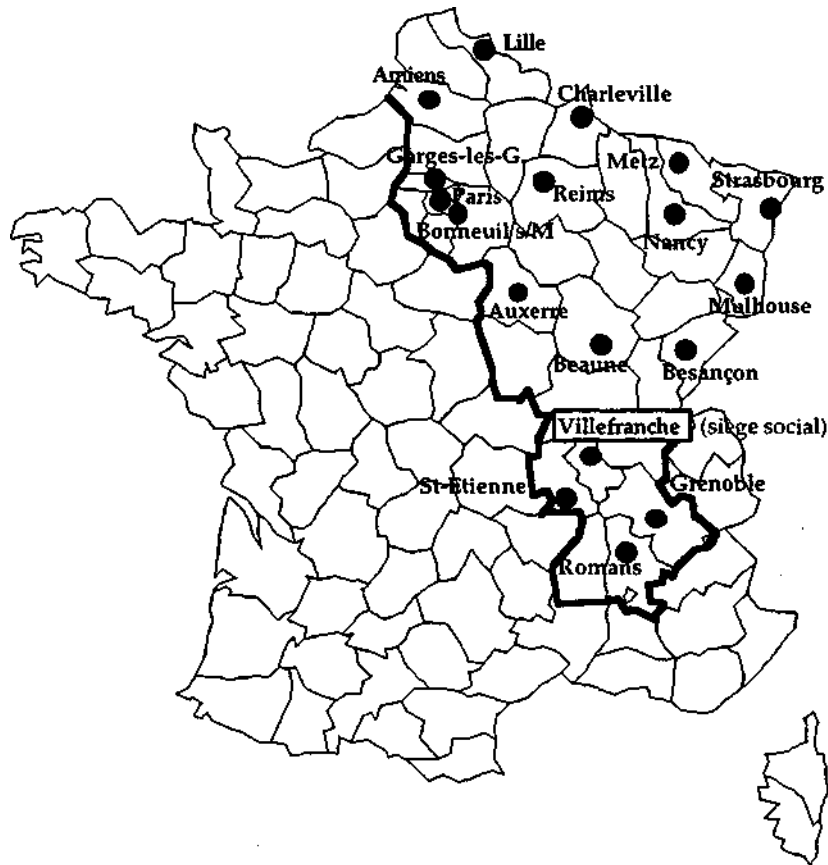 Lille
Amiens
Charleville
Garges-les-G.
Metz
Strasbourg
Paris
Reims
Bonneuil/s/M
Nancy
Auxerre
Mulhouse
Beaune
Besançon
Villefranche (siège social)
St-Etienne
Grenoble
Romans